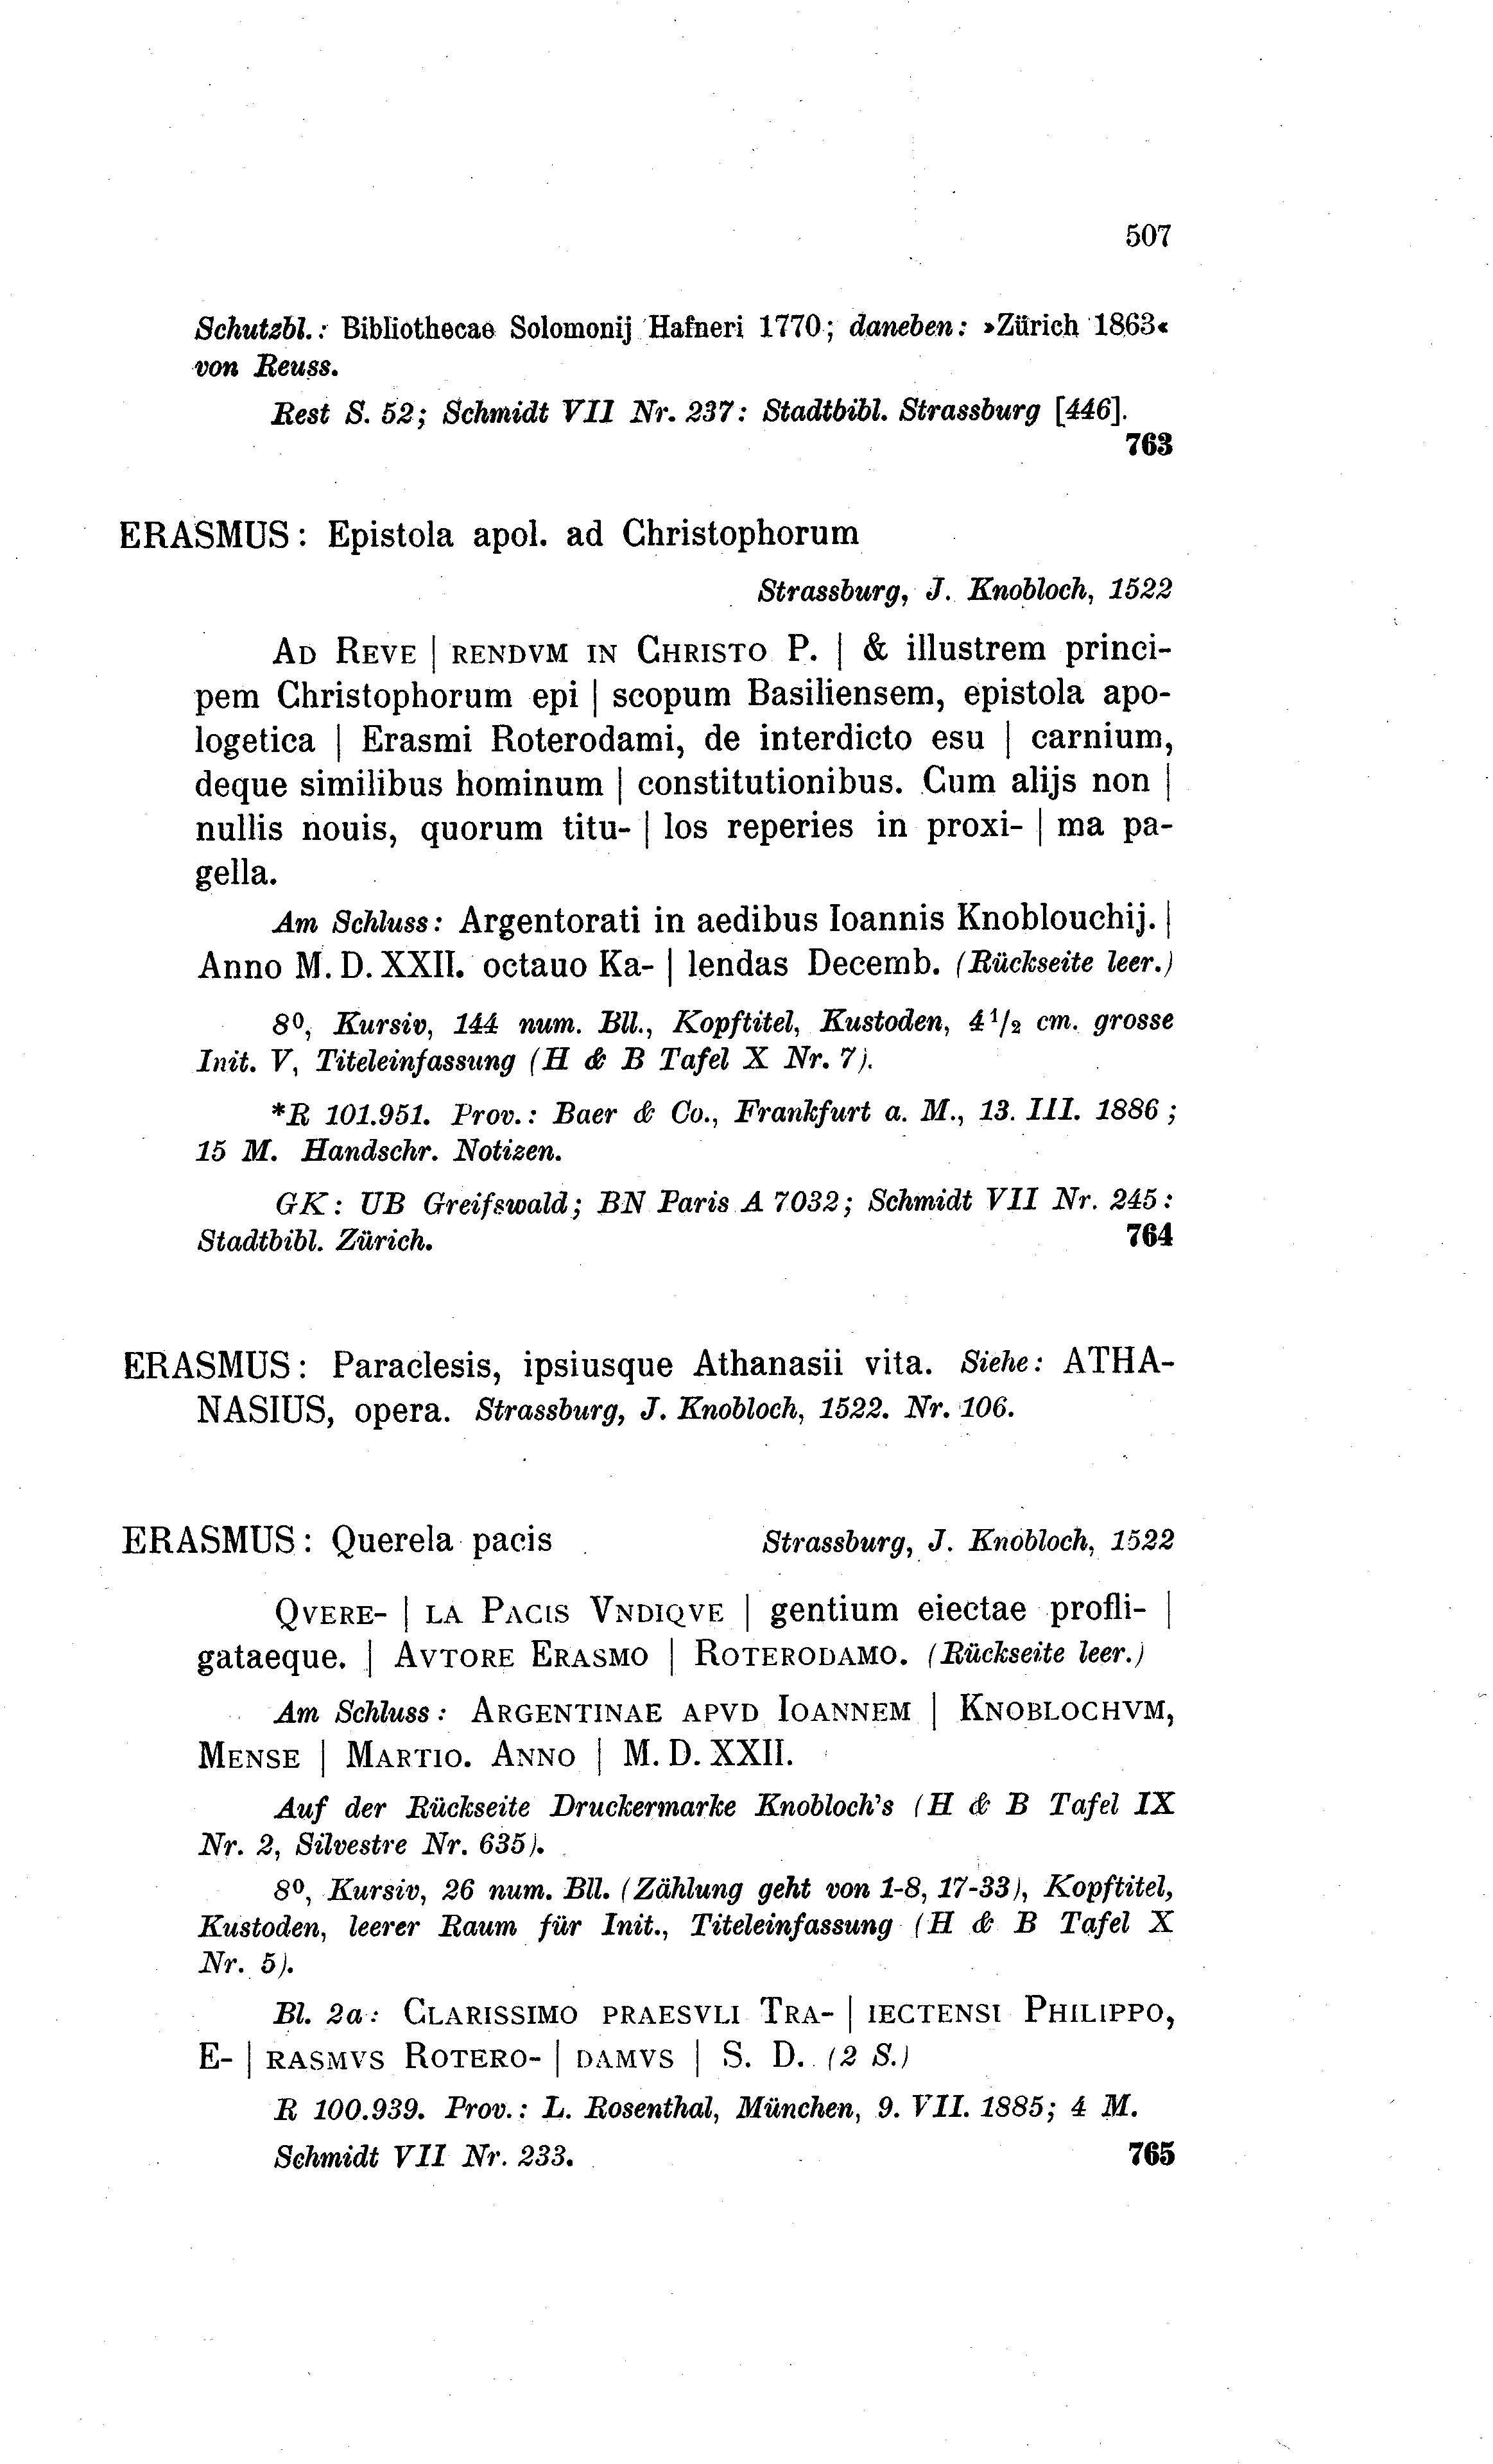 507
Schutzbl.: Bibliothecae Solomonij Hafneri 1770; daneben: »Zürich 1863«
von Reuss.
Rest S. 52; Schmidt VII Nr. 237: Stadtbibl. Strassburg [446].
763
ERASMUS: Epistola apol. ad Christophorum
Strassburg, J. Knobloch, 1522
AD REVE | RENDVM IN CHRISTO P. | & illustrem princi-
pem Christophorum epi | scopum Basiliensem, epistola apo-
logetica | Erasmi Roterodami, de interdicto esu | carnium,
deque similibus hominum | constitutionibus. Cum alijs non |
nullis nouis, quorum titu- | los reperies in proxi- | ma pa-
gella.
Am Schluss: Argentorati in aedibus Ioannis Knoblouchij. |
Anno M. D. XXII. octauo Ka- | lendas Decemb. (Rückseite leer.)
8⁰, Kursiv, 144 num. Bll., Kopftitel, Kustoden, 4 1/2 cm. grosse
Init. V, Titeleinfassung (H & B Tafel X Nr. 7).
*R 101.951. Prov.: Baer & Co., Frankfurt a. M., 13. III. 1886;
15 M. Handschr. Notizen.
GK: UB Greifswald; BN Paris A 7032; Schmidt VII Nr. 245:
Stadtbibl. Zürich. 764
ERASMUS: Paraclesis, ipsiusque Athanasii vita. Siehe: ATHA-
NASIUS, opera. Strassburg, J. Knobloch, 1522. Nr. 106.
ERASMUS: Querela pacis Strassburg, J. Knobloch, 1522
QVERE- | LA PACIS VNDIQVE | gentium eiectae profli- |
gataeque. | AVTORE ERASMO | ROTERODAMO. (Rückseite leer.)
Am Schluss: ARGENTINAE APVD IOANNEM | KNOBLOCHVM,
MENSE | MARTIO. ANNO | M. D. XXII.
Auf der Rückseite Druckermarke Knobloch's (H & B Tafel IX
Nr. 2, Silvestre Nr. 635).
8⁰, Kursiv, 26 num. Bll. (Zählung geht von 1-8, 17-33), Kopftitel,
Kustoden, leerer Raum für Init., Titeleinfassung (H & B Tafel X
Nr. 5).
Bl. 2a: CLARISSIMO PRAESVLI TRA- | IECTENSI PHILIPPO,
E- | RASMVS ROTERO- | DAMVS | S. D. (2 S.)
R 100.939. Prov.: L. Rosenthal, München, 9. VII. 1885; 4 M.
Schmidt VII Nr. 233. 765